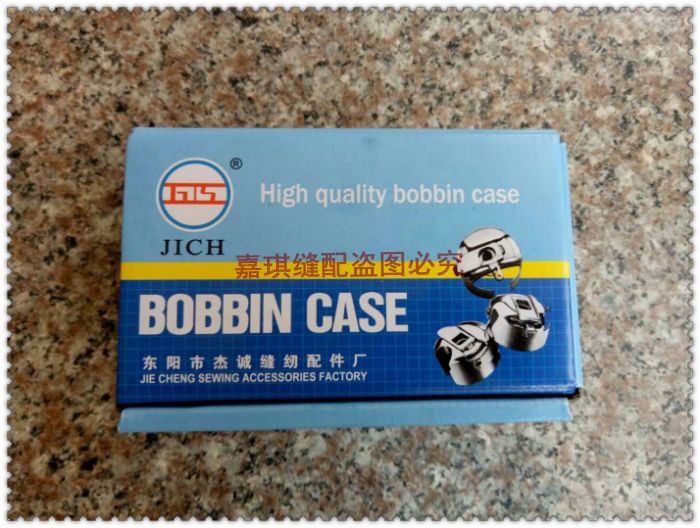 ®
JICH
High quality bobbin case
嘉琪缝配盗图必究
BOBBIN CASE
东阳市杰诚缝纫配件厂
JIE CHENG SEWING ACCESSORIES FACTORY